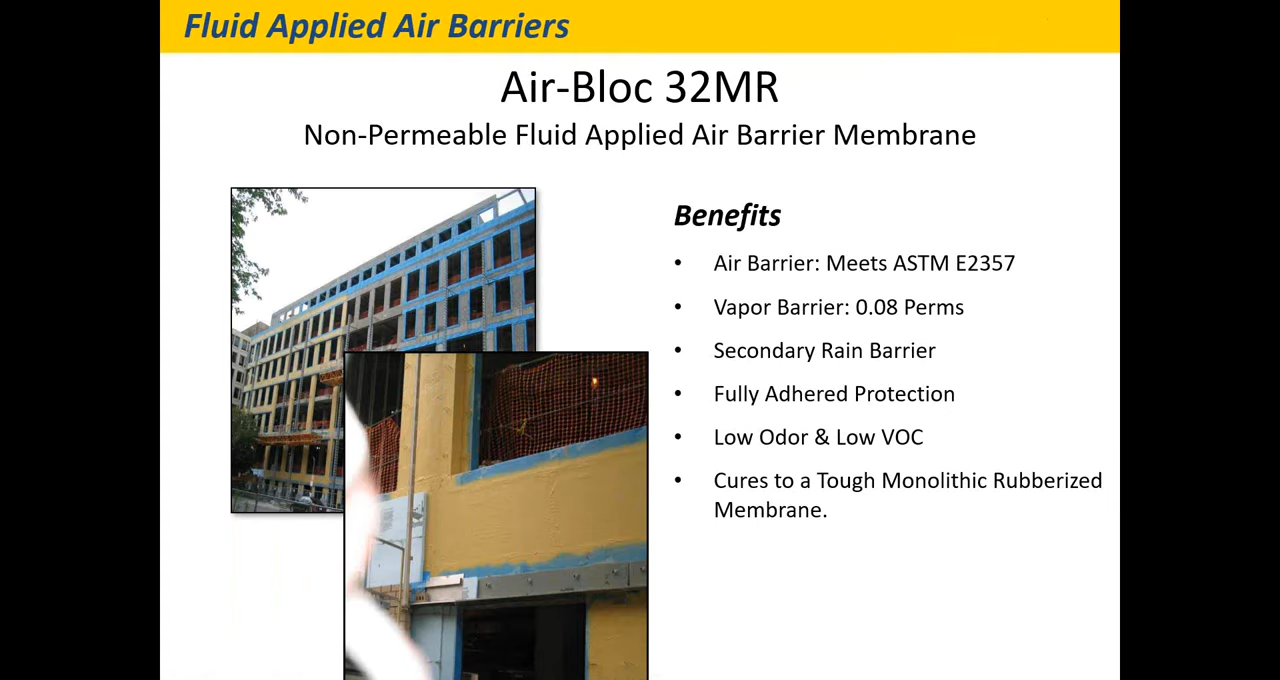 Fluid Applied Air Barriers
Air-Bloc 32MR
Non-Permeable Fluid Applied Air Barrier Membrane
Benefits
• Air Barrier: Meets ASTM E2357
• Vapor Barrier: 0.08 Perms
• Secondary Rain Barrier
• Fully Adhered Protection
• Low Odor & Low VOC
• Cures to a Tough Monolithic Rubberized
Membrane.